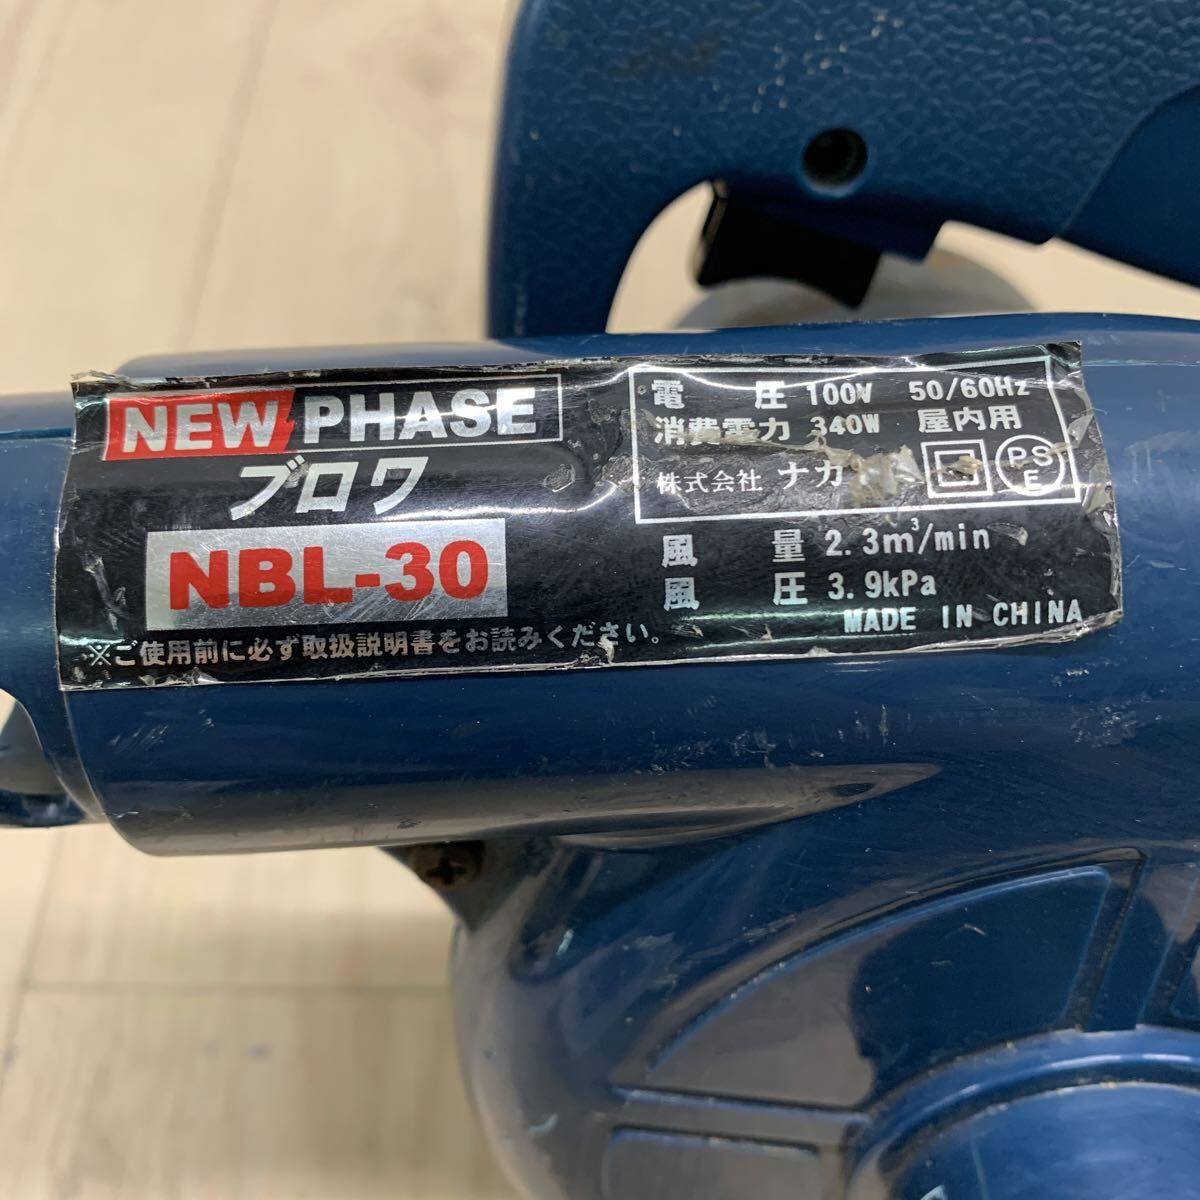 NEW PHASE
ブロワ
NBL-30
※ご使用前に必ず取扱説明書をお読みください。
電 圧 100V 50/60Hz
消費電力 340W 屋内用
株式会社 ナカ
PS
E
風 量 2.3m³/min
風 圧 3.9kPa
MADE IN CHINA